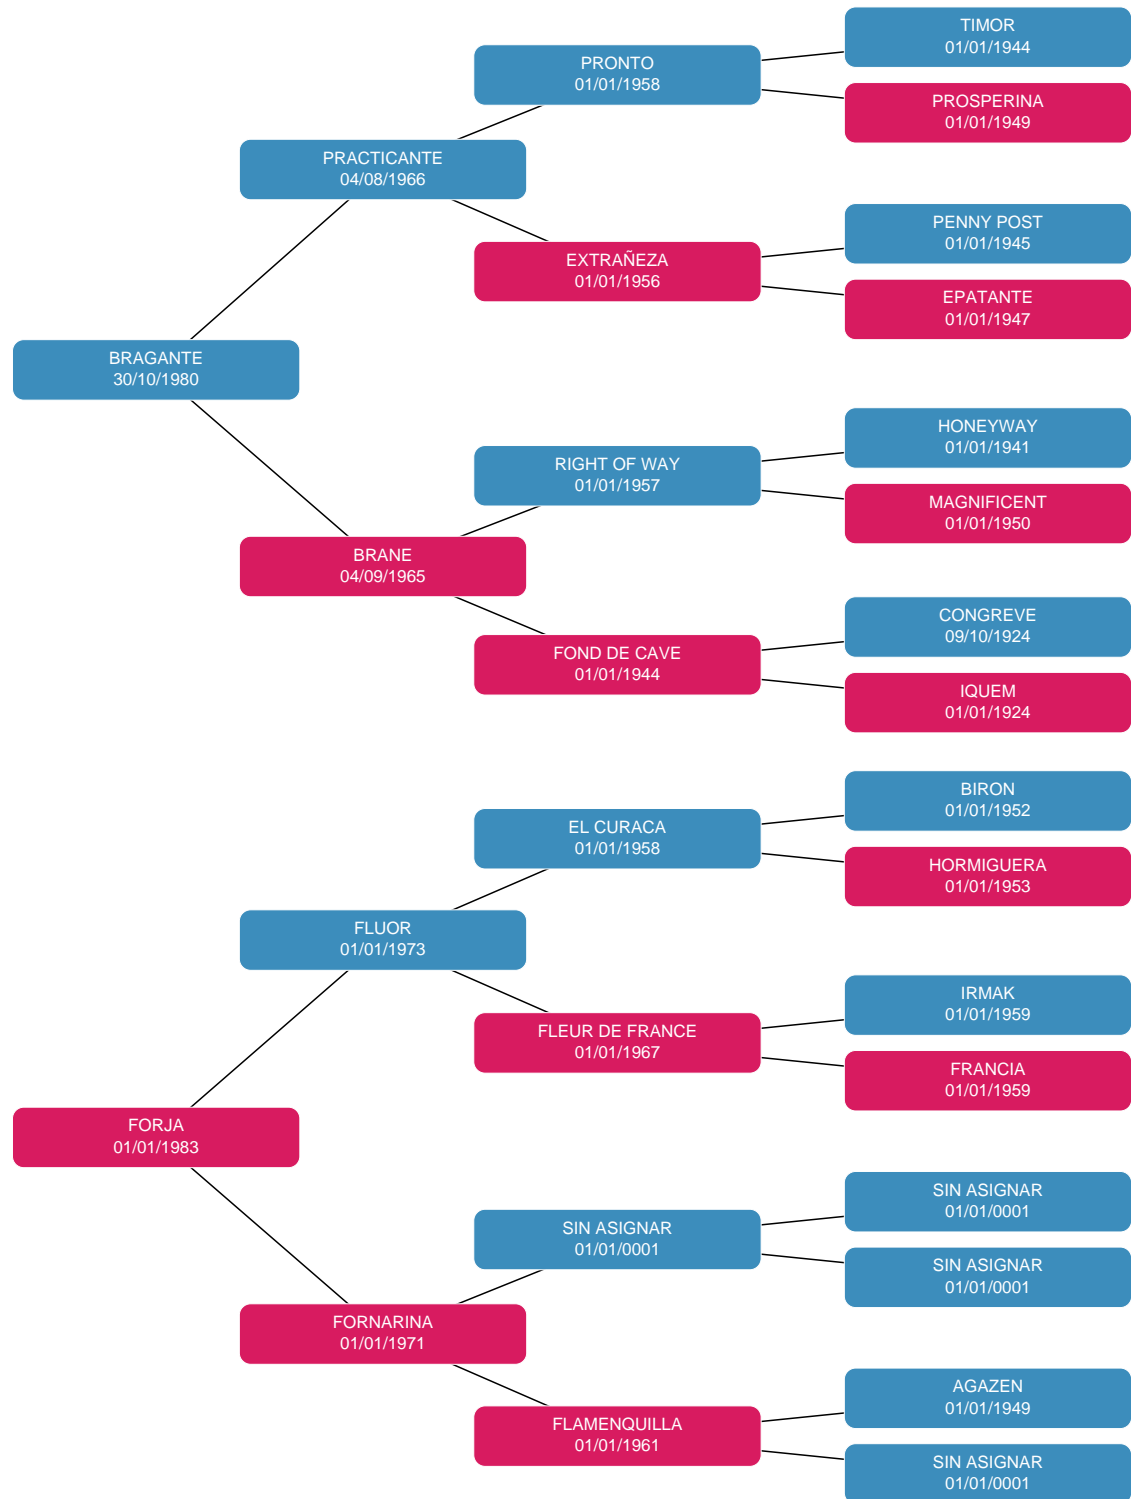 TIMOR
01/01/1944
PRONTO
01/01/1958
PROSPERINA
01/01/1949
PRACTICANTE
04/08/1966
PENNY POST
01/01/1945
EXTRAÑEZA
01/01/1956
EPATANTE
01/01/1947
BRAGANTE
30/10/1980
HONEYWAY
01/01/1941
RIGHT OF WAY
01/01/1957
MAGNIFICENT
01/01/1950
BRANE
04/09/1965
CONGREVE
09/10/1924
FOND DE CAVE
01/01/1944
IQUEM
01/01/1924
BIRON
01/01/1952
EL CURACA
01/01/1958
HORMIGUERA
01/01/1953
FLUOR
01/01/1973
IRMAK
01/01/1959
FLEUR DE FRANCE
01/01/1967
FRANCIA
01/01/1959
FORJA
01/01/1983
SIN ASIGNAR
01/01/0001
SIN ASIGNAR
01/01/0001
SIN ASIGNAR
01/01/0001
FORNARINA
01/01/1971
AGAZEN
01/01/1949
FLAMENQUILLA
01/01/1961
SIN ASIGNAR
01/01/0001